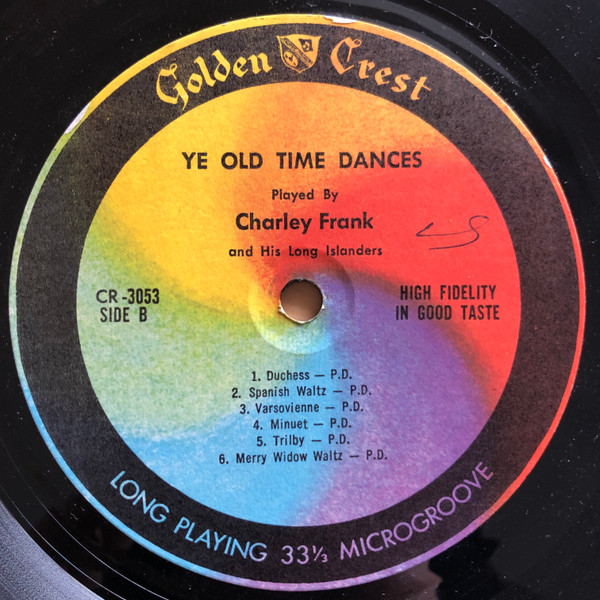 Golden Crest
YE OLD TIME DANCES
Played By
Charley Frank
and His Long Islanders
CR-3053
SIDE B
HIGH FIDELITY
IN GOOD TASTE
1. Duchess — P.D.
2. Spanish Waltz — P.D.
3. Varsovienne — P.D.
4. Minuet — P.D.
5. Trilby — P.D.
6. Merry Widow Waltz — P.D.
LONG PLAYING 33⅓ MICROGROOVE